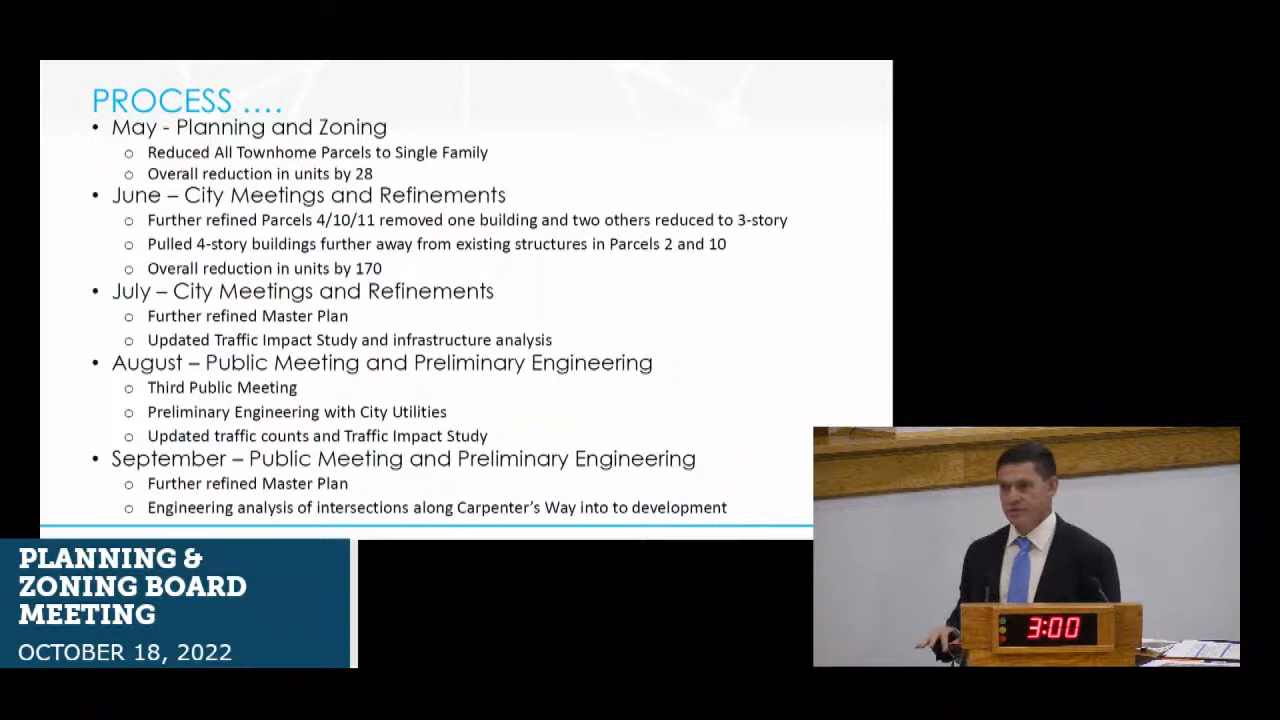 PROCESS ....
• May - Planning and Zoning
o Reduced All Townhome Parcels to Single Family
o Overall reduction in units by 28
• June – City Meetings and Refinements
o Further refined Parcels 4/10/11 removed one building and two others reduced to 3-story
o Pulled 4-story buildings further away from existing structures in Parcels 2 and 10
o Overall reduction in units by 170
• July – City Meetings and Refinements
o Further refined Master Plan
o Updated Traffic Impact Study and infrastructure analysis
• August – Public Meeting and Preliminary Engineering
o Third Public Meeting
o Preliminary Engineering with City Utilities
o Updated traffic counts and Traffic Impact Study
• September – Public Meeting and Preliminary Engineering
o Further refined Master Plan
o Engineering analysis of intersections along Carpenter's Way into to development
PLANNING &
ZONING BOARD
MEETING
OCTOBER 18, 2022
3:00